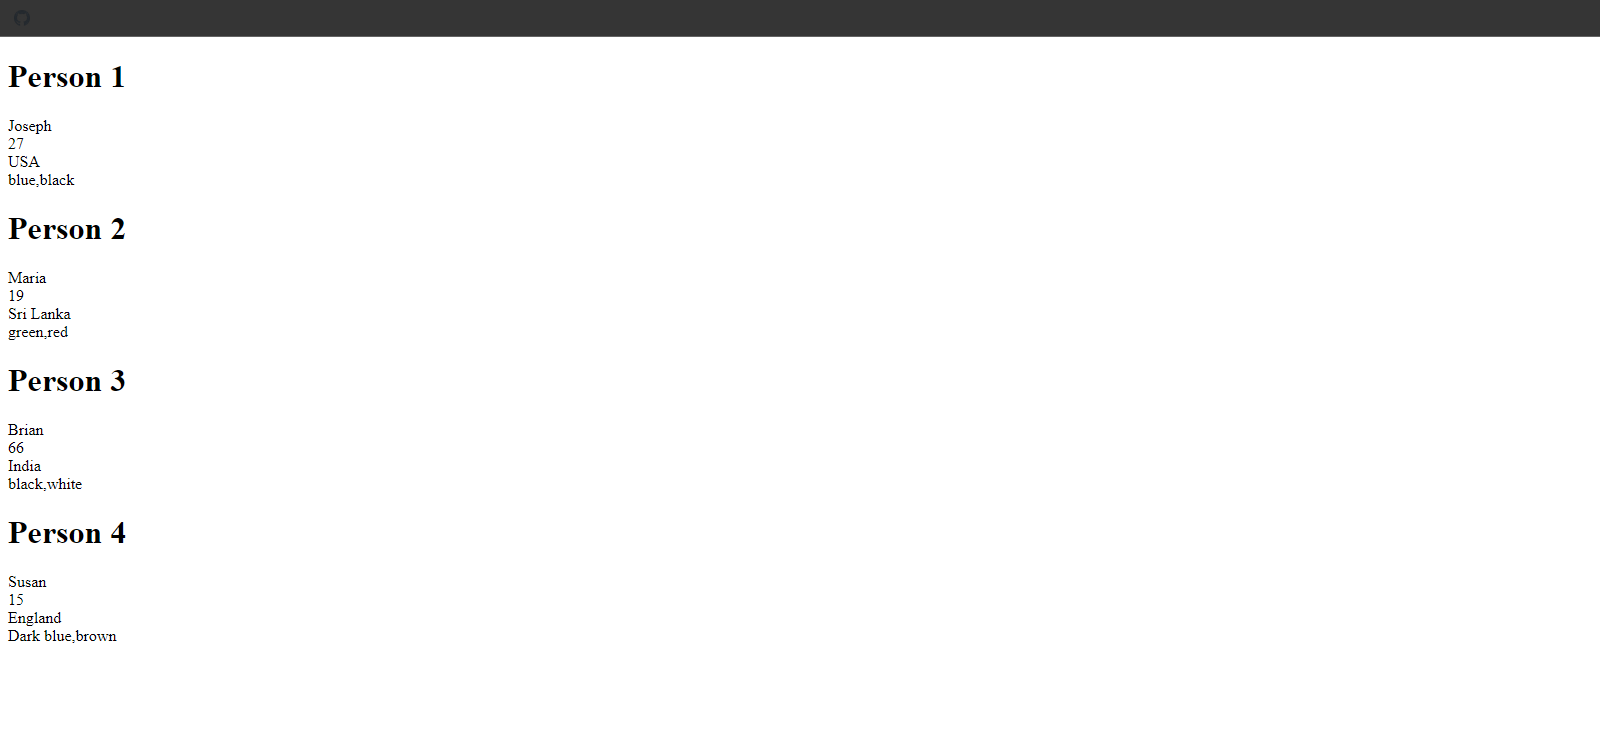 Person 1
Joseph
27
USA
blue,black
Person 2
Maria
19
Sri Lanka
green,red
Person 3
Brian
66
India
black,white
Person 4
Susan
15
England
Dark blue,brown